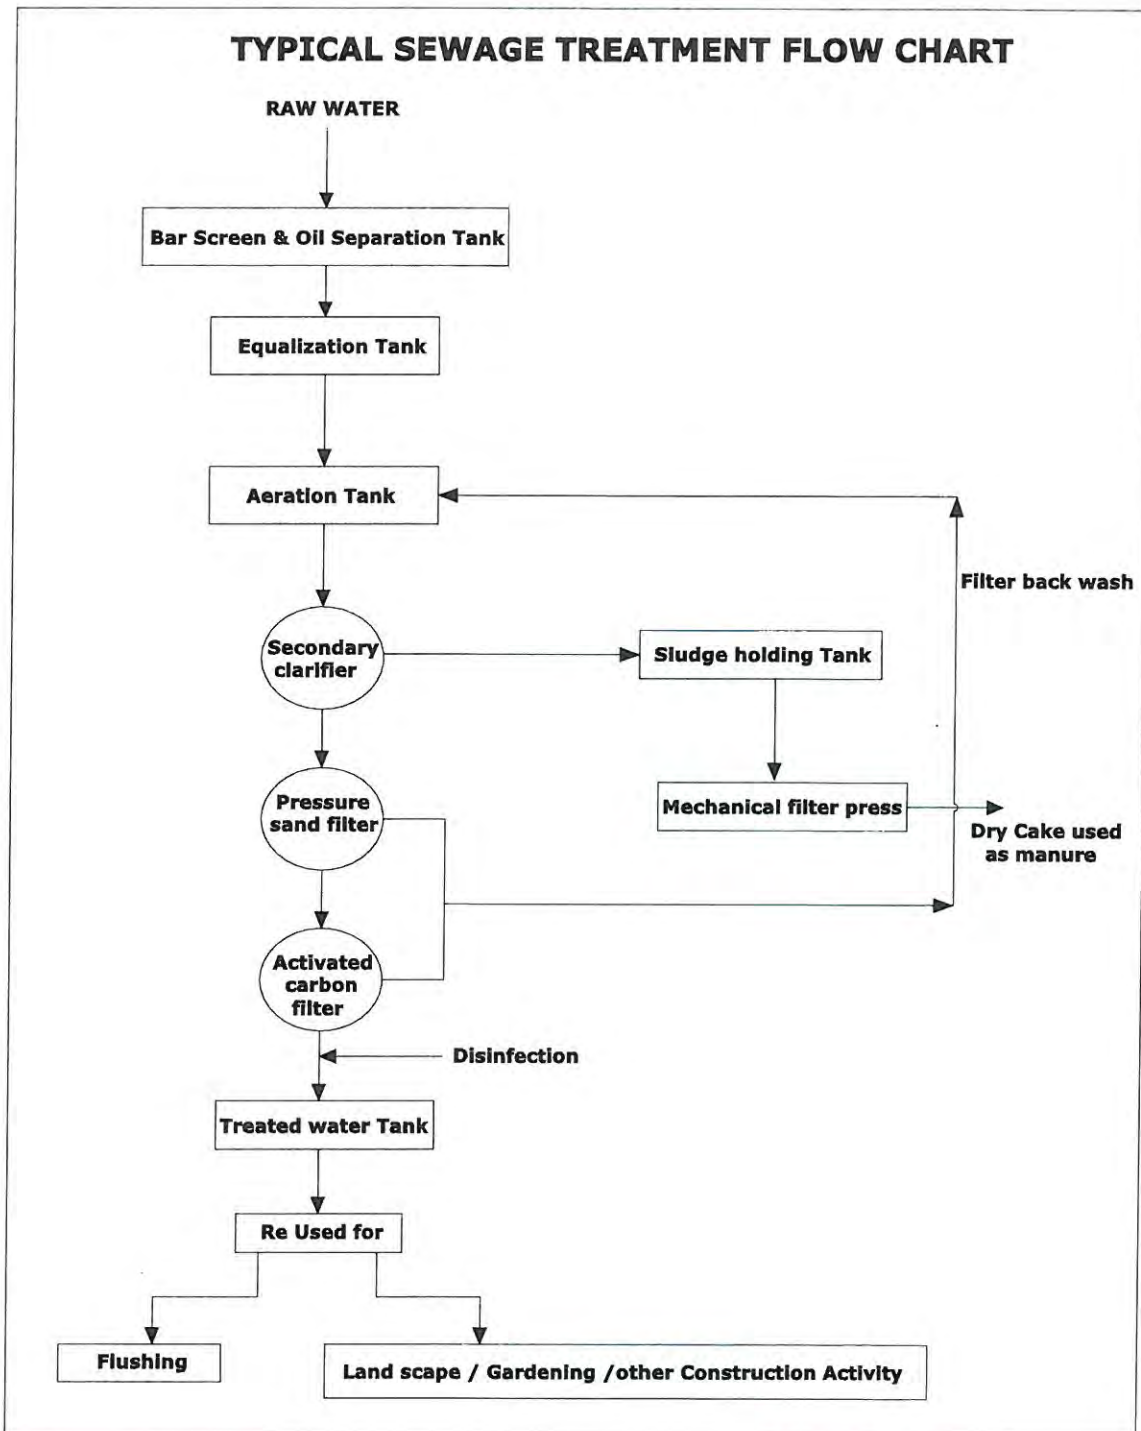 TYPICAL SEWAGE TREATMENT FLOW CHART
RAW WATER
Bar Screen & Oil Separation Tank
Equalization Tank
Aeration Tank
Filter back wash
Secondary
clarifier
Sludge holding Tank
Pressure
sand filter
Mechanical filter press
Dry Cake used
as manure
Activated
carbon
filter
Disinfection
Treated water Tank
Re Used for
Flushing
Land scape / Gardening /other Construction Activity